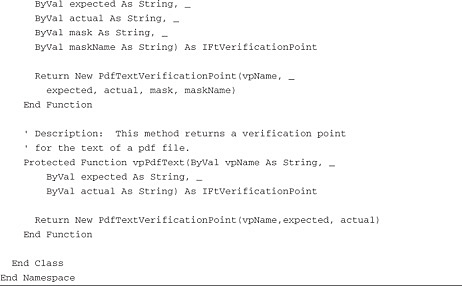 ByVal expected As String, _
ByVal actual As String, _
ByVal mask As String, _
ByVal maskName As String) As IFtVerificationPoint
Return New PdfTextVerificationPoint(vpName, _
expected, actual, mask, maskName)
End Function
' Description:  This method returns a verification point
' for the text of a pdf file.
Protected Function vpPdfText(ByVal vpName As String, _
ByVal expected As String, _
ByVal actual As String) As IFtVerificationPoint
Return New PdfTextVerificationPoint(vpName,expected, actual)
End Function
End Class
End Namespace